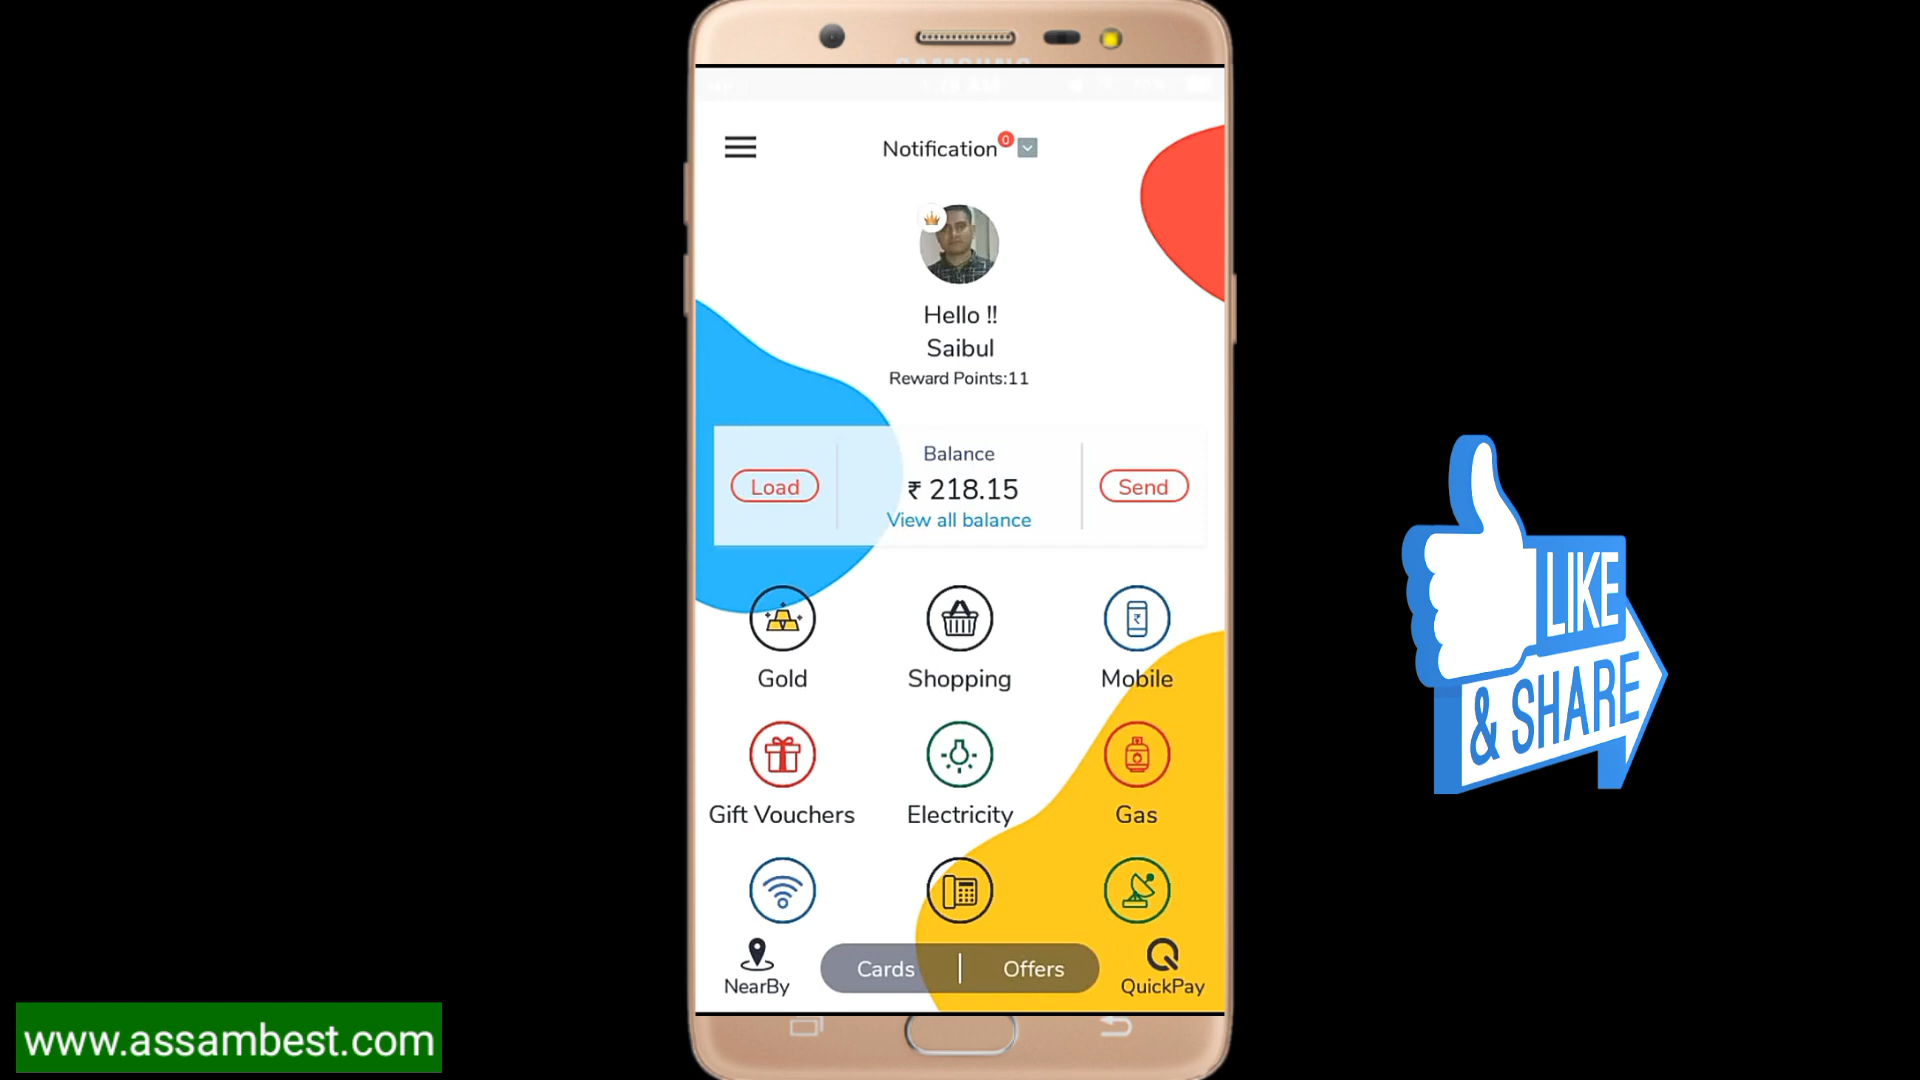 Notification 0
Hello !!
Saibul
Reward Points:11
Load
Balance
₹ 218.15
View all balance
Send
Gold
Shopping
Mobile
Gift Vouchers
Electricity
Gas
NearBy
Cards
Offers
QuickPay
LIKE
& SHARE
www.assambest.com